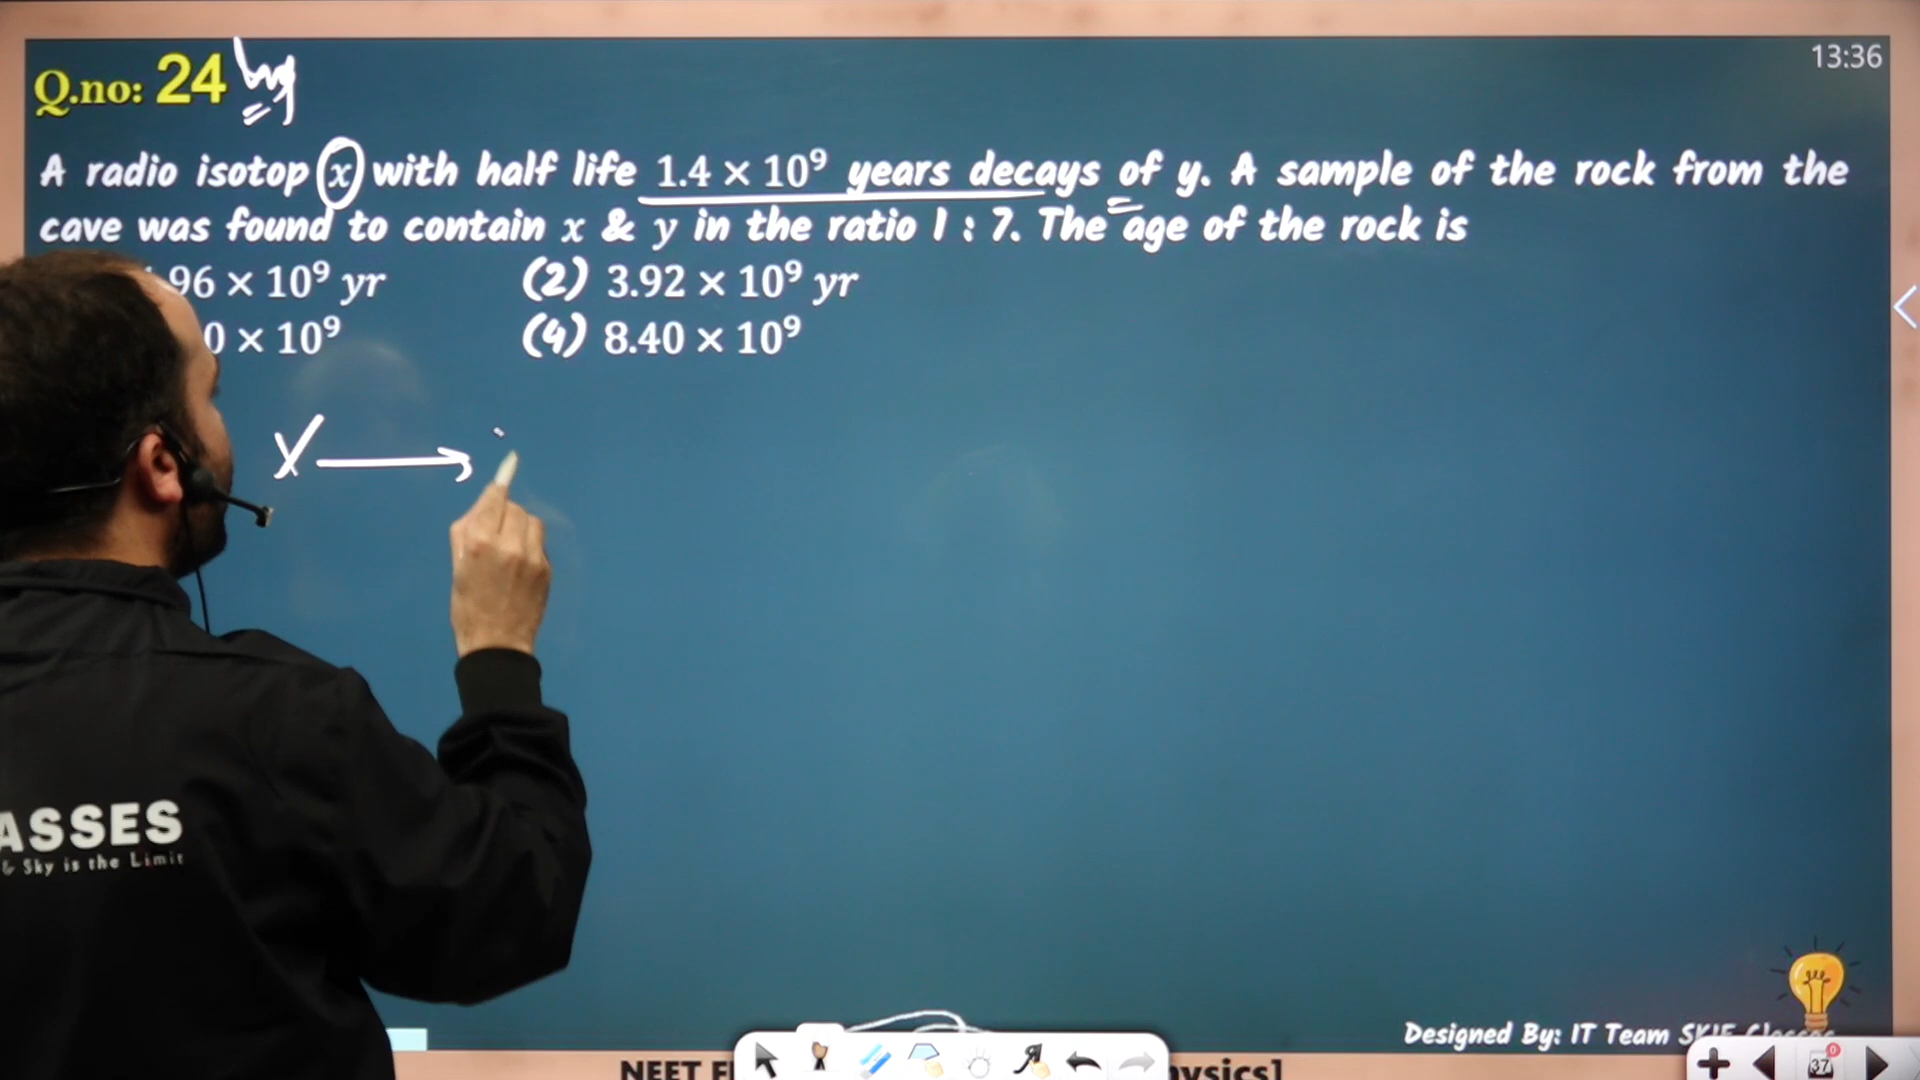 Q.no: 24
13:36
A radio isotop x with half life 1.4 × 10⁹ years decays of y. A sample of the rock from the
cave was found to contain x & y in the ratio 1 : 7. The age of the rock is
96 × 10⁹ yr (2) 3.92 × 10⁹ yr
0 × 10⁹ (4) 8.40 × 10⁹
X
ASSES
& Sky is the Limit
Designed By: IT Team SKIE Classes
NEET
37